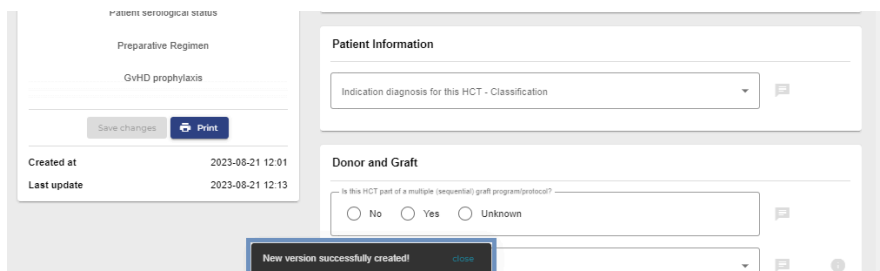 Patient serological status
Preparative Regimen
GvHD prophylaxis
Save changes
Print
Created at 2023-08-21 12:01
Last update 2023-08-21 12:13
Patient Information
Indication diagnosis for this HCT - Classification
Donor and Graft
Is this HCT part of a multiple (sequential) graft program/protocol?
No Yes Unknown
New version successfully created! close